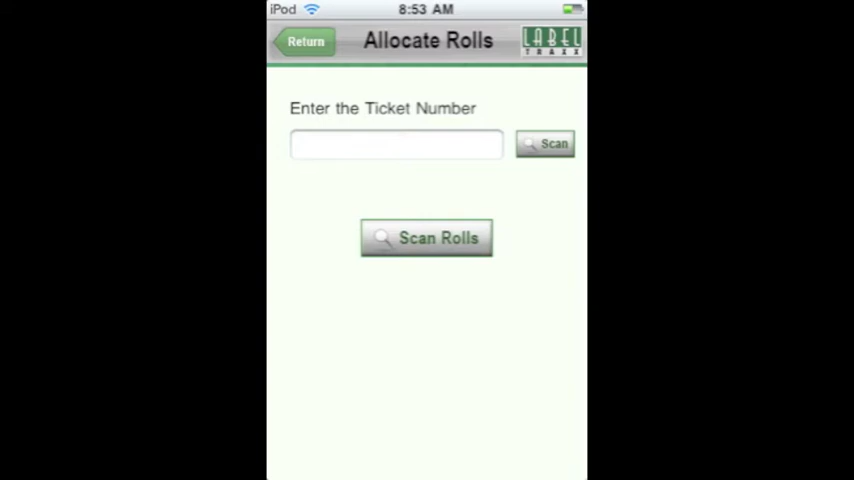 iPod 8:53 AM
Return Allocate Rolls LABEL
TRAXX
Enter the Ticket Number
Scan
Scan Rolls